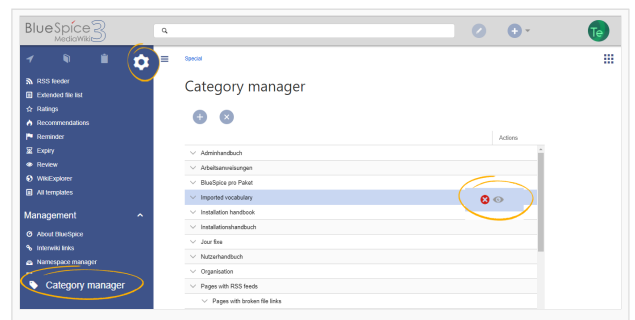 BlueSpice 3
MediaWiki
Te
Special
RSS feeder
Extended file list
Ratings
Recommendations
Reminder
Expiry
Review
WikiExplorer
All templates
Management
About BlueSpice
Interwiki links
Namespace manager
Category manager
Category manager
Actions
Adminhandbuch
Arbeitsanweisungen
BlueSpice pro Paket
Imported vocabulary
Installation handbook
Installationshandbuch
Jour fixe
Nutzerhandbuch
Organisation
Pages with RSS feeds
Pages with broken file links